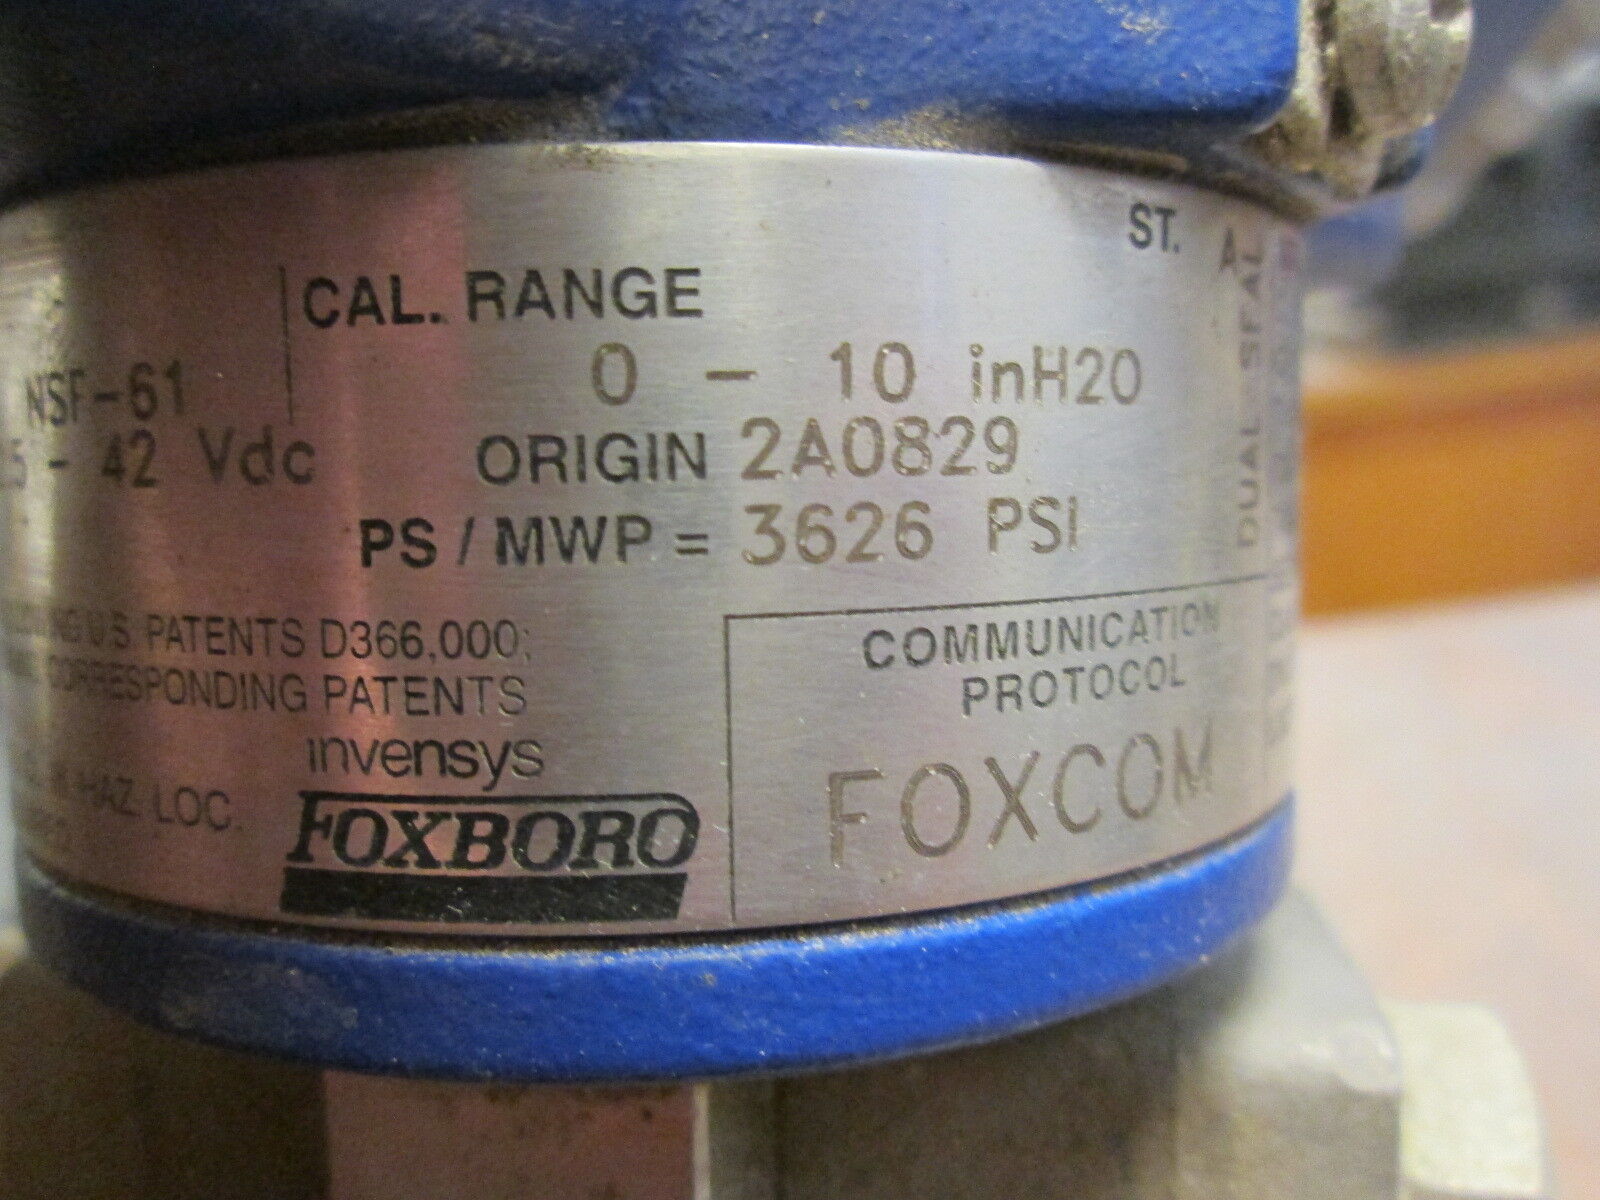 ST. A
CAL. RANGE
NSF-61
0 - 10 inH20
5 - 42 Vdc
ORIGIN 2A0829
PS / MWP = 3626 PSI
DUAL SEAL
U.S. PATENTS D366,000;
CORRESPONDING PATENTS
invensys
HAZ. LOC.
FOXBORO
COMMUNICATION
PROTOCOL
FOXCOM